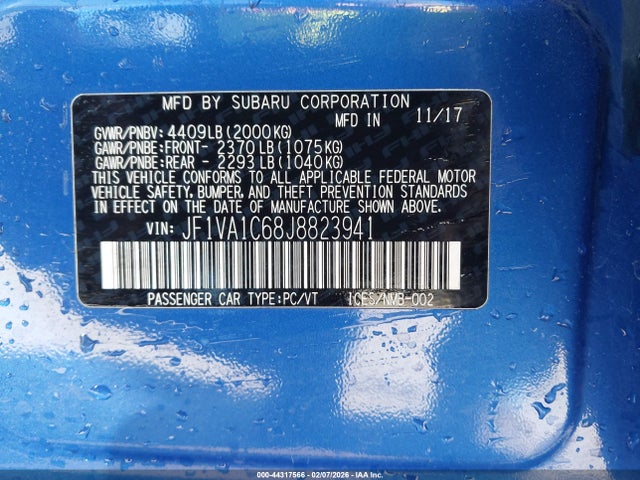 MFD BY SUBARU CORPORATION
MFD IN 11/17
GVWR/PNBV: 4409LB(2000KG)
GAWR/PNBE:FRONT- 2370LB(1075KG)
GAWR/PNBE:REAR - 2293LB(1040KG)
THIS VEHICLE CONFORMS TO ALL APPLICABLE FEDERAL MOTOR
VEHICLE SAFETY, BUMPER, AND THEFT PREVENTION STANDARDS
IN EFFECT ON THE DATE OF MANUFACTURE SHOWN ABOVE.
VIN: JF1VA1C68J8823941
PASSENGER CAR TYPE:PC/VT ICES/NMB-002
000-44317566 - 02/07/2026 - IAA Inc.